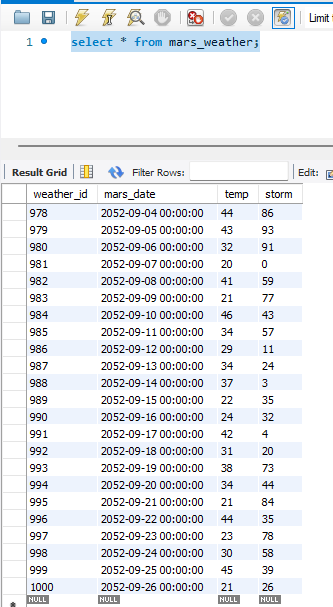 Limit
1 select * from mars_weather;
Result Grid Filter Rows: Edit:
weather_id mars_date temp storm
978 2052-09-04 00:00:00 44 86
979 2052-09-05 00:00:00 43 93
980 2052-09-06 00:00:00 32 91
981 2052-09-07 00:00:00 20 0
982 2052-09-08 00:00:00 41 59
983 2052-09-09 00:00:00 21 77
984 2052-09-10 00:00:00 46 43
985 2052-09-11 00:00:00 34 57
986 2052-09-12 00:00:00 29 11
987 2052-09-13 00:00:00 34 24
988 2052-09-14 00:00:00 37 3
989 2052-09-15 00:00:00 22 35
990 2052-09-16 00:00:00 24 32
991 2052-09-17 00:00:00 42 4
992 2052-09-18 00:00:00 31 20
993 2052-09-19 00:00:00 38 73
994 2052-09-20 00:00:00 34 44
995 2052-09-21 00:00:00 21 84
996 2052-09-22 00:00:00 44 35
997 2052-09-23 00:00:00 23 78
998 2052-09-24 00:00:00 30 58
999 2052-09-25 00:00:00 45 39
1000 2052-09-26 00:00:00 21 26
NULL NULL NULL NULL